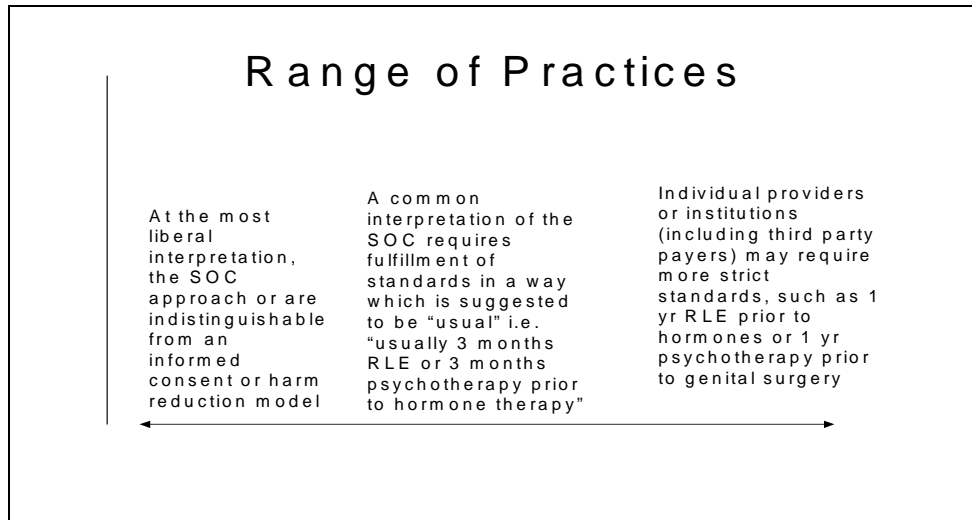 Range of Practices
At the most
liberal
interpretation,
the SOC
approach or are
indistinguishable
from an
informed
consent or harm
reduction model
A common
interpretation of the
SOC requires
fulfillment of
standards in a way
which is suggested
to be “usual” i.e.
“usually 3 months
RLE or 3 months
psychotherapy prior
to hormone therapy”
Individual providers
or institutions
(including third party
payers) may require
more strict
standards, such as 1
yr RLE prior to
hormones or 1 yr
psychotherapy prior
to genital surgery